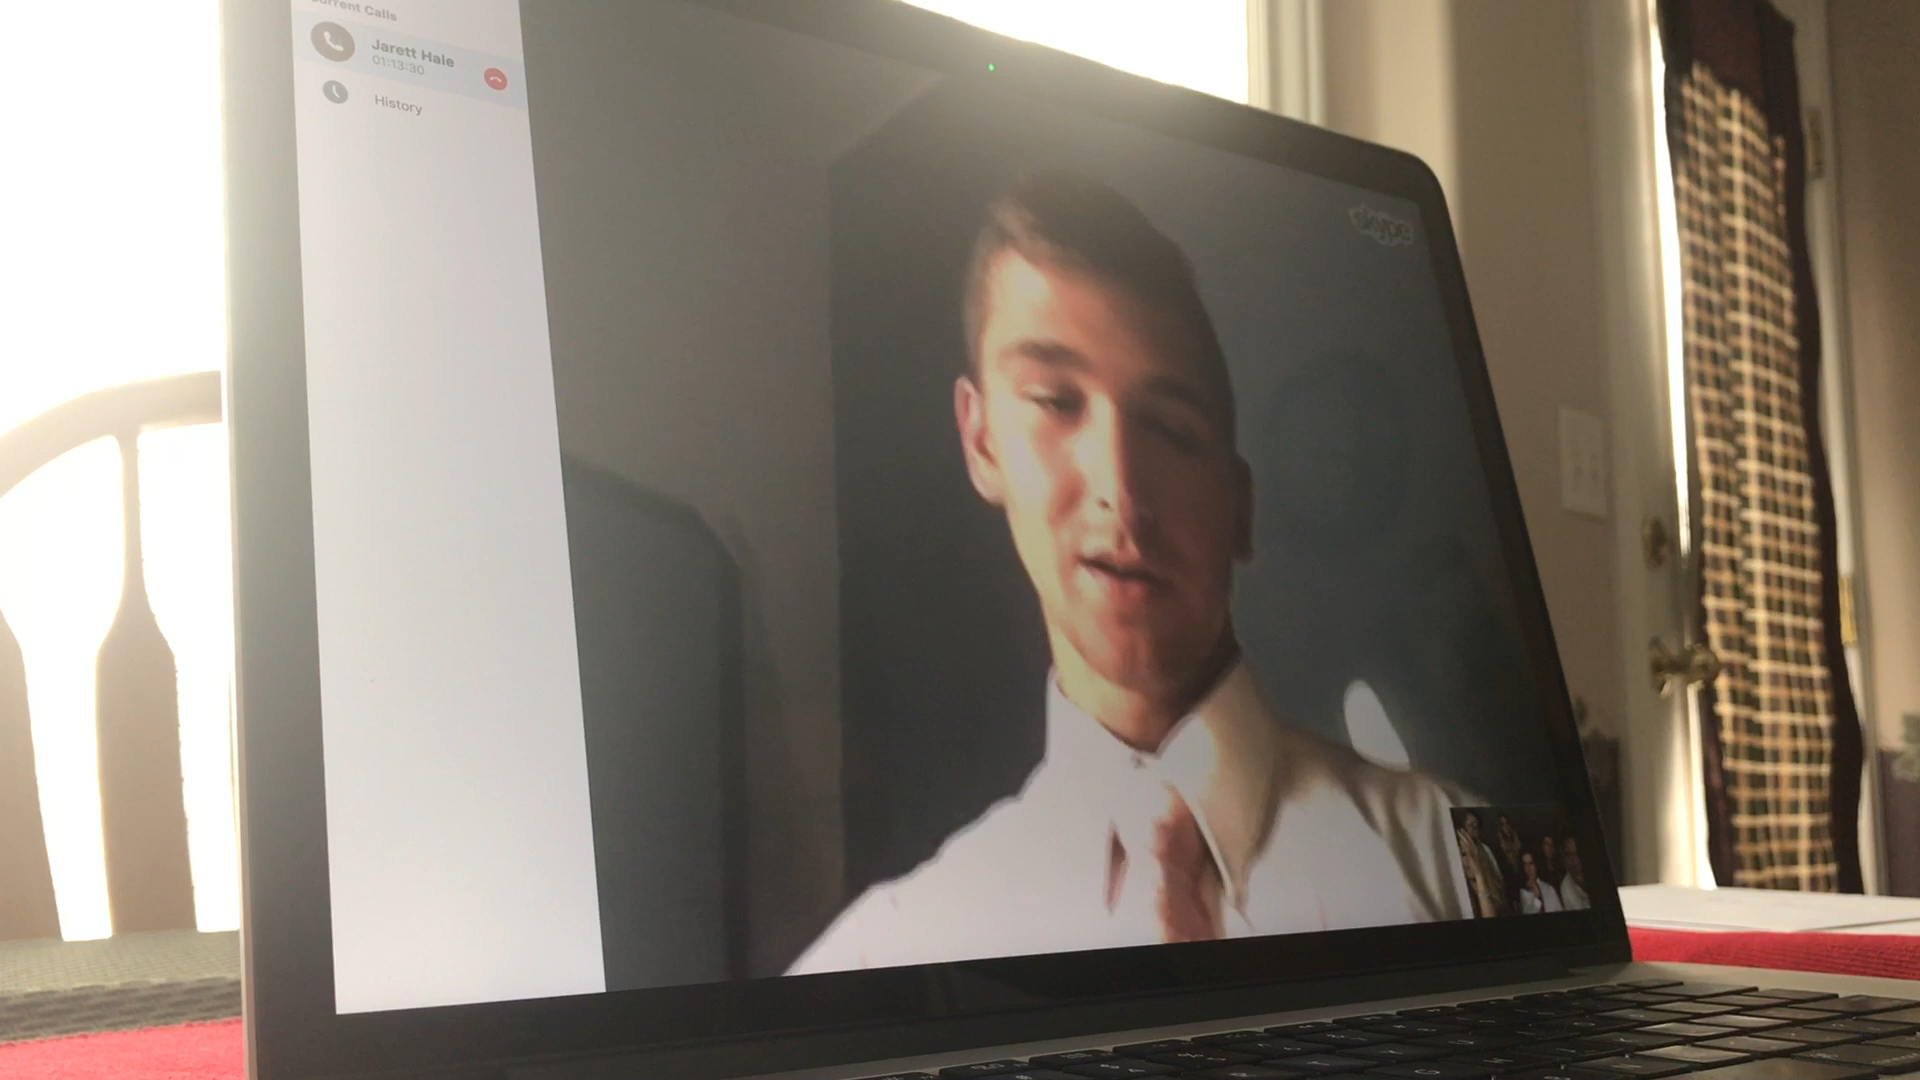 Current Calls
Jarett Hale
01:13:30
History
skype